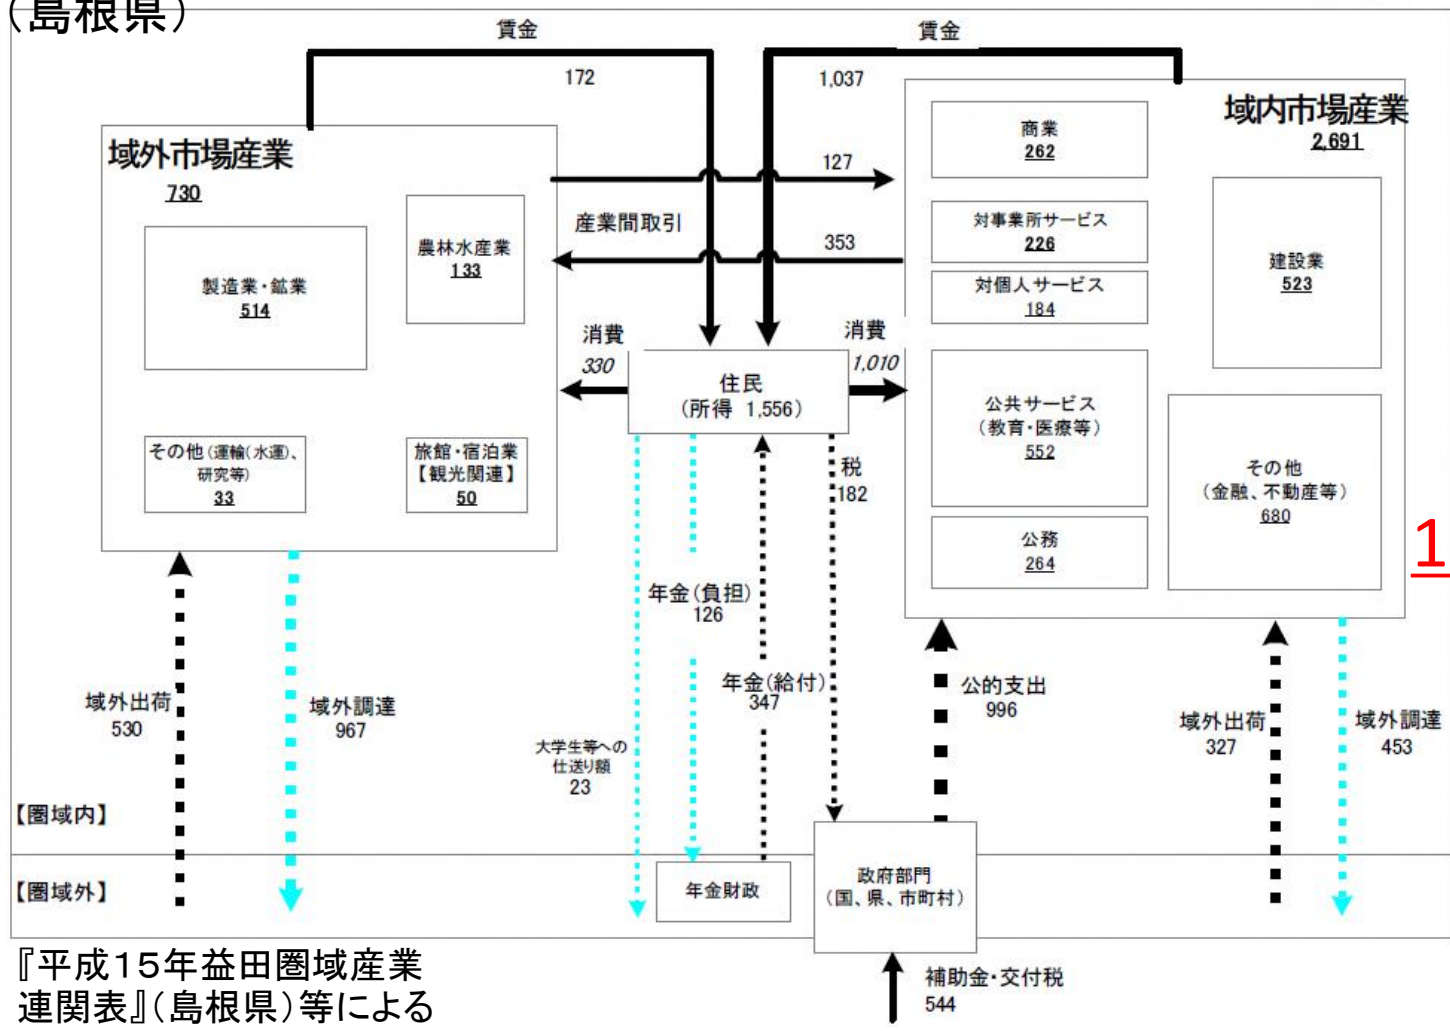 （島根県）
賃金
172
賃金
1,037
域外市場産業
730
農林水産業
133
製造業・鉱業
514
その他（運輸（水運）、
研究等）
33
旅館・宿泊業
【観光関連】
50
127
産業間取引
353
域内市場産業
2,691
商業
262
対事業所サービス
226
対個人サービス
184
建設業
523
公共サービス
（教育・医療等）
552
その他
（金融、不動産等）
680
公務
264
1
消費
330
住民
（所得 1,556）
消費
1,010
税
182
年金（負担）
126
年金（給付）
347
大学生等への
仕送り額
23
域外出荷
530
域外調達
967
公的支出
996
域外出荷
327
域外調達
453
【圏域内】
【圏域外】
年金財政
政府部門
（国、県、市町村）
補助金・交付税
544
『平成１５年益田圏域産業
連関表』（島根県）等による